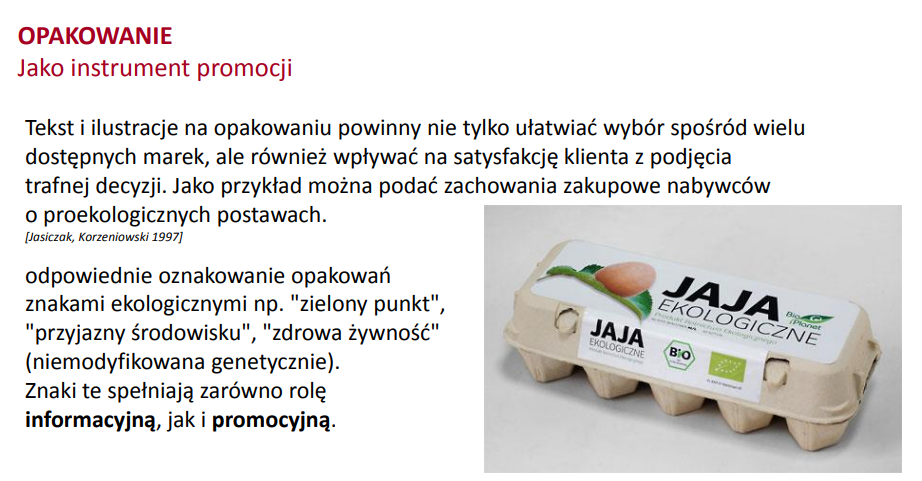 OPAKOWANIE
Jako instrument promocji
Tekst i ilustracje na opakowaniu powinny nie tylko ułatwiać wybór spośród wielu
dostępnych marek, ale również wpływać na satysfakcję klienta z podjęcia
trafnej decyzji. Jako przykład można podać zachowania zakupowe nabywców
o proekologicznych postawach.
[Jasiczak, Korzeniowski 1997]
odpowiednie oznakowanie opakowań
znakami ekologicznymi np. "zielony punkt",
"przyjazny środowisku", "zdrowa żywność"
(niemodyfikowana genetycznie).
Znaki te spełniają zarówno rolę
informacyjną, jak i promocyjną.
JAJA
EKOLOGICZNE
Produkt Rolnictwa Ekologicznego
Bio
Planet
JAJA
EKOLOGICZNE
BIO